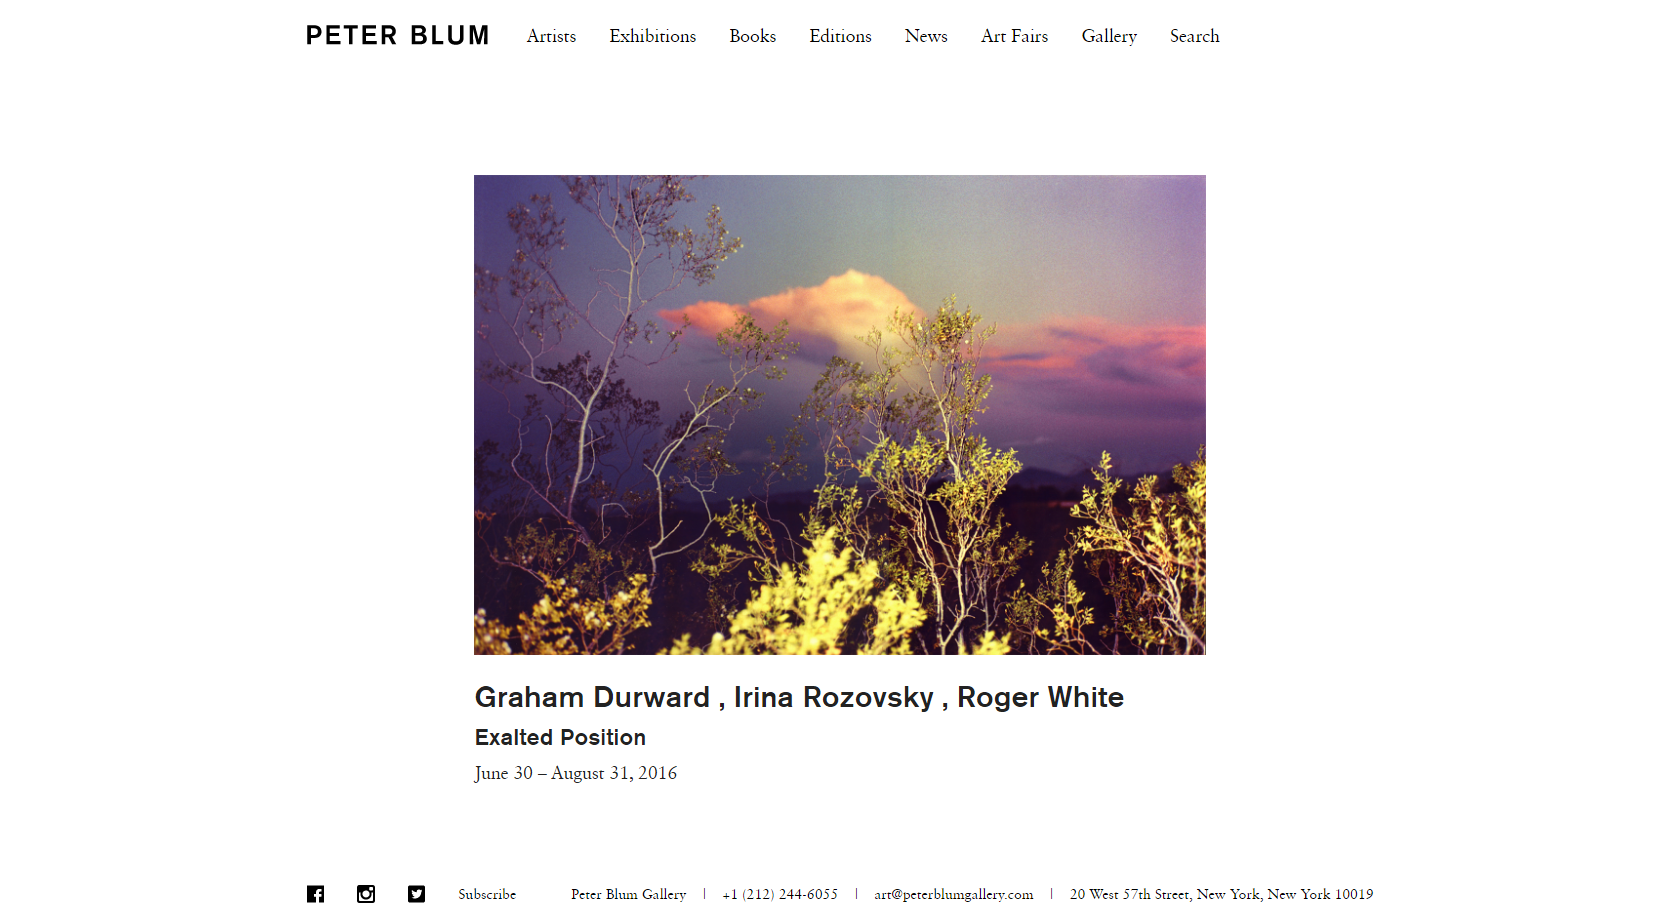 PETER BLUM Artists Exhibitions Books Editions News Art Fairs Gallery Search
Graham Durward , Irina Rozovsky , Roger White
Exalted Position
June 30 – August 31, 2016
Subscribe Peter Blum Gallery | +1 (212) 244-6055 | art@peterblumgallery.com | 20 West 57th Street, New York, New York 10019